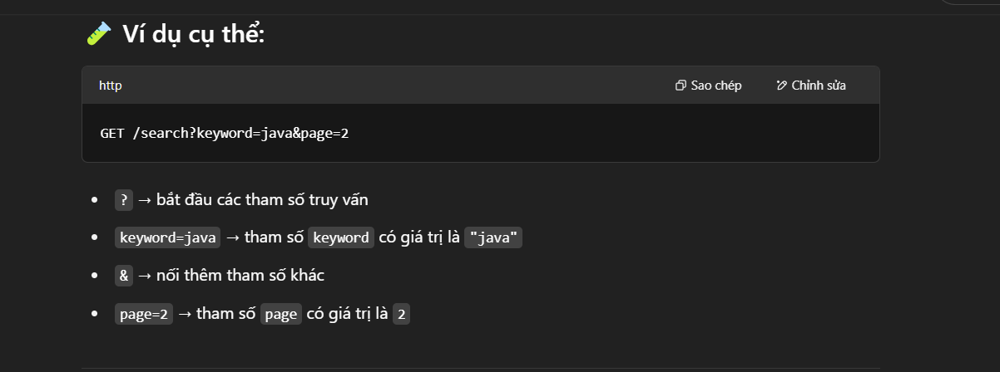 Ví dụ cụ thể:
http
Sao chép
Chỉnh sửa
GET /search?keyword=java&page=2
? → bắt đầu các tham số truy vấn
keyword=java → tham số keyword có giá trị là "java"
& → nối thêm tham số khác
page=2 → tham số page có giá trị là 2